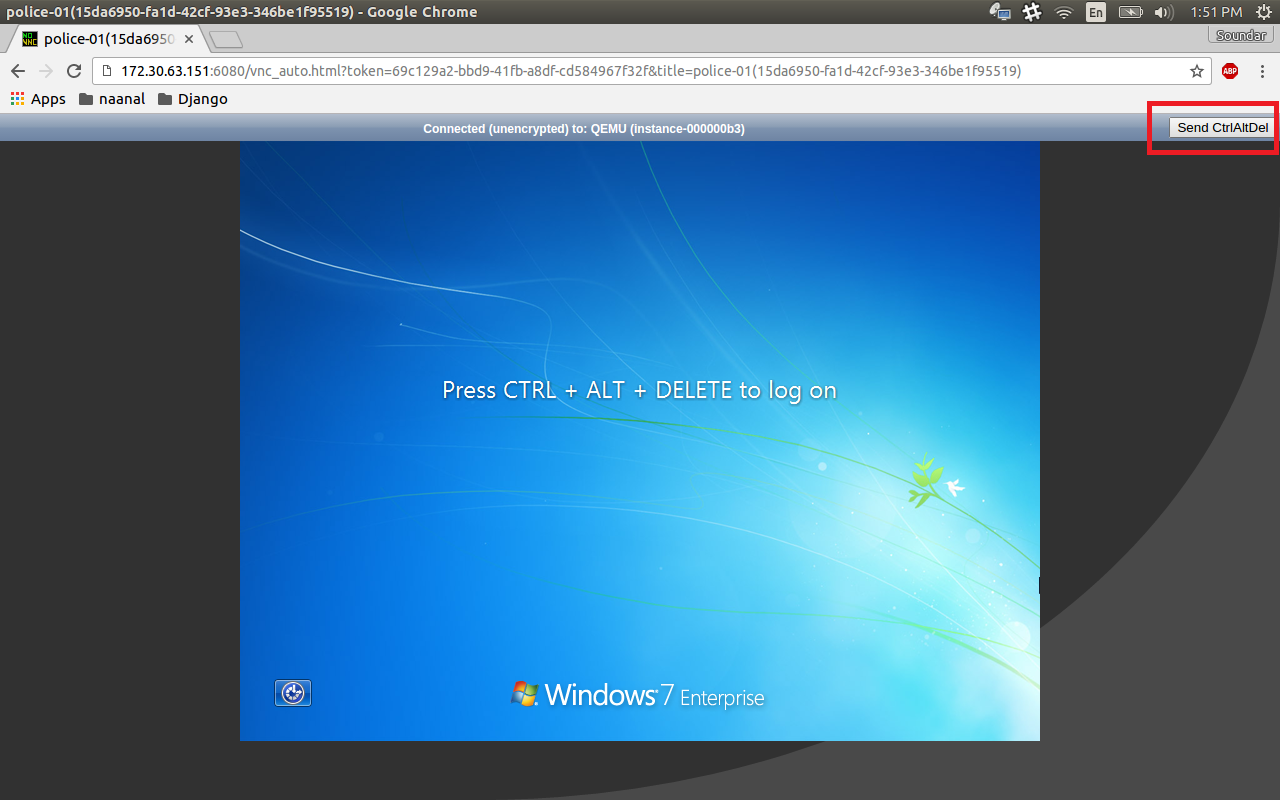 police-01(15da6950-fa1d-42cf-93e3-346be1f95519) - Google Chrome
En
1:51 PM
police-01(15da6950
Soundar
172.30.63.151:6080/vnc_auto.html?token=69c129a2-bbd9-41fb-a8df-cd584967f32f&title=police-01(15da6950-fa1d-42cf-93e3-346be1f95519)
ABP
Apps
naanal
Django
Connected (unencrypted) to: QEMU (instance-000000b3)
Send CtrlAltDel
Press CTRL + ALT + DELETE to log on
Windows 7 Enterprise